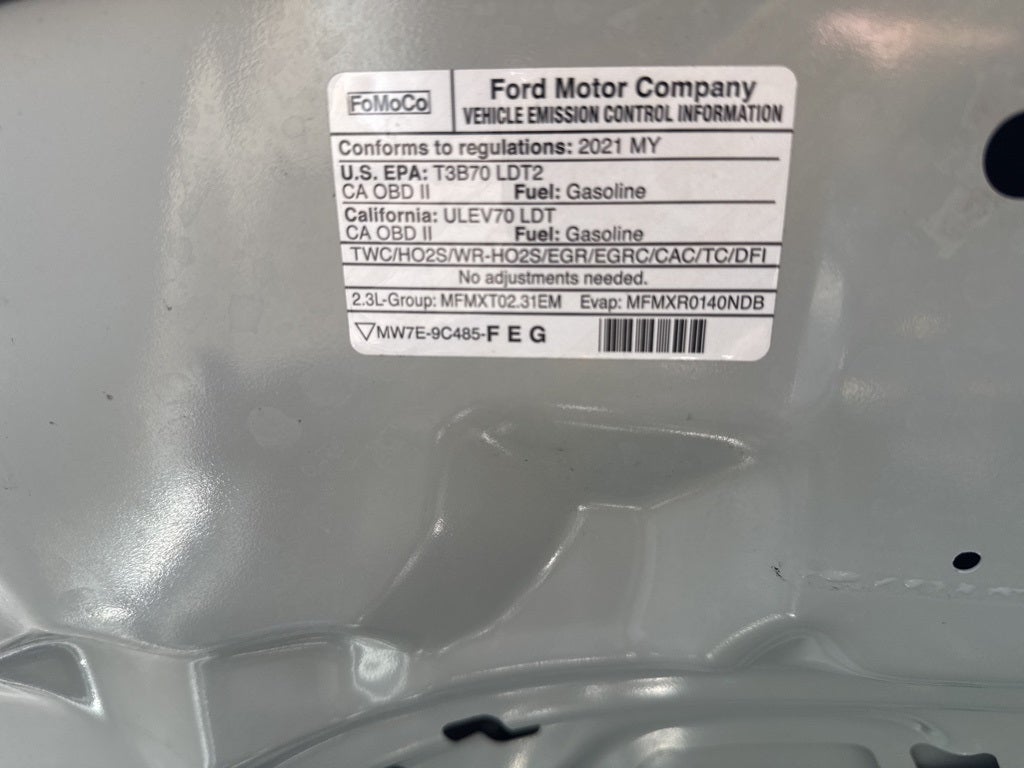 FoMoCo
Ford Motor Company
VEHICLE EMISSION CONTROL INFORMATION
Conforms to regulations: 2021 MY
U.S. EPA: T3B70 LDT2
CA OBD II Fuel: Gasoline
California: ULEV70 LDT
CA OBD II Fuel: Gasoline
TWC/HO2S/WR-HO2S/EGR/EGRC/CAC/TC/DFI
No adjustments needed.
2.3L-Group: MFMXT02.31EM Evap: MFMXR0140NDB
▽MW7E-9C485-F E G